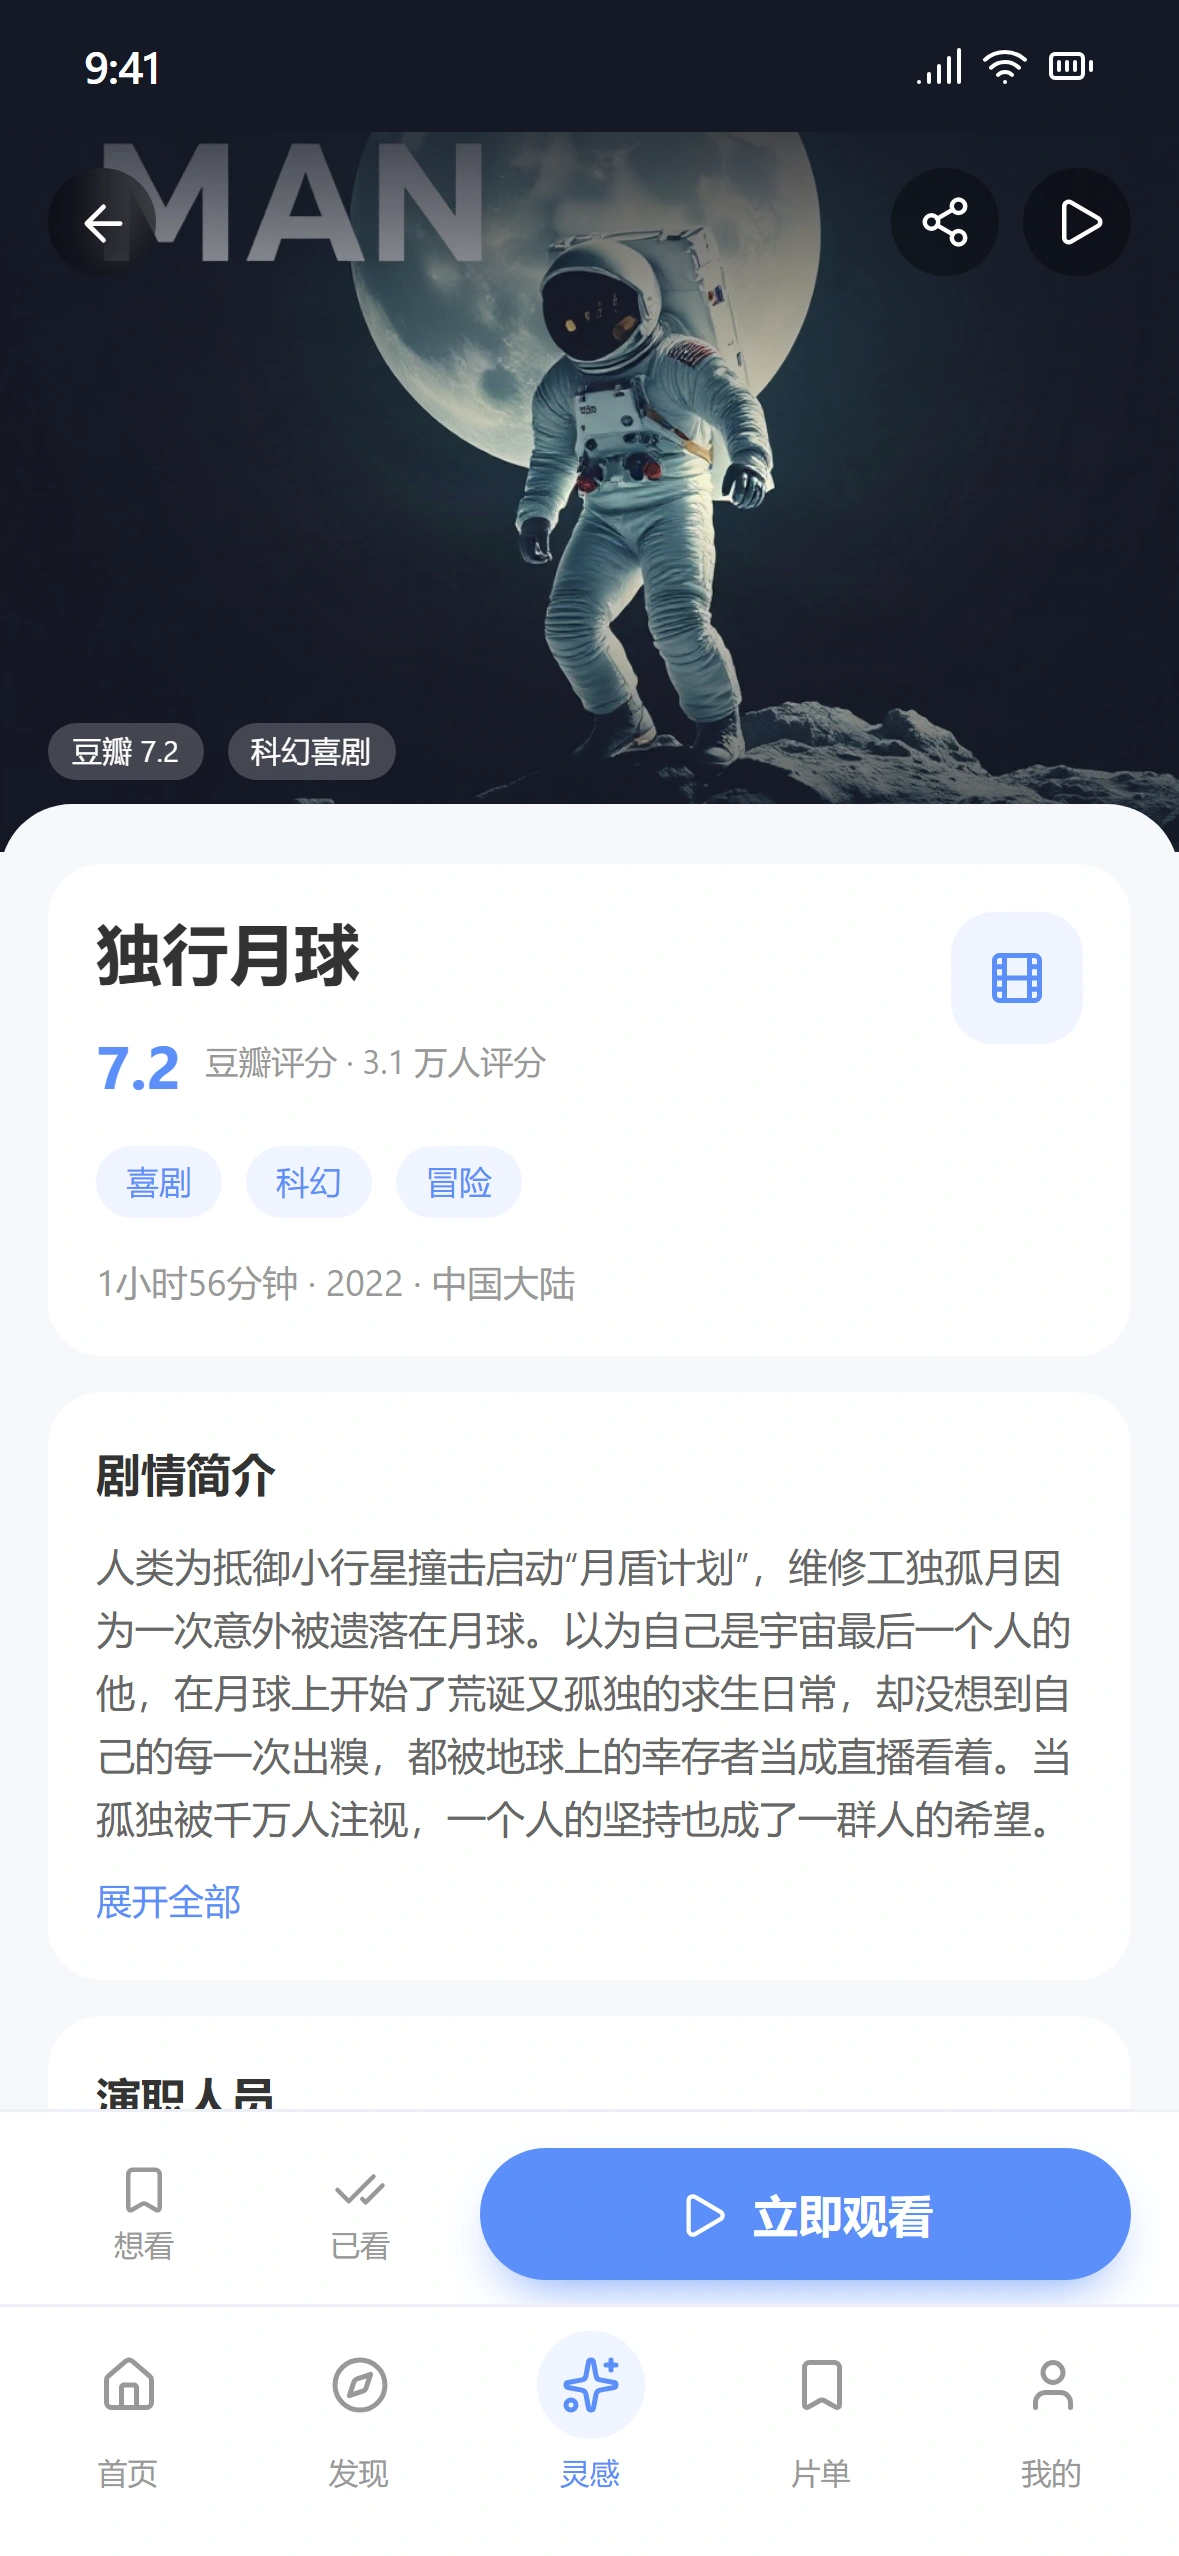 9:41
MAN
豆瓣 7.2
科幻喜剧
独行月球
7.2 豆瓣评分 · 3.1 万人评分
喜剧
科幻
冒险
1小时56分钟 · 2022 · 中国大陆
剧情简介
人类为抵御小行星撞击启动“月盾计划”，维修工独孤月因
为一次意外被遗落在月球。以为自己是宇宙最后一个人的
他，在月球上开始了荒诞又孤独的求生日常，却没想到自
己的每一次出糗，都被地球上的幸存者当成直播看着。当
孤独被千万人注视，一个人的坚持也成了一群人的希望。
展开全部
演职人员
想看
已看
立即观看
首页
发现
灵感
片单
我的